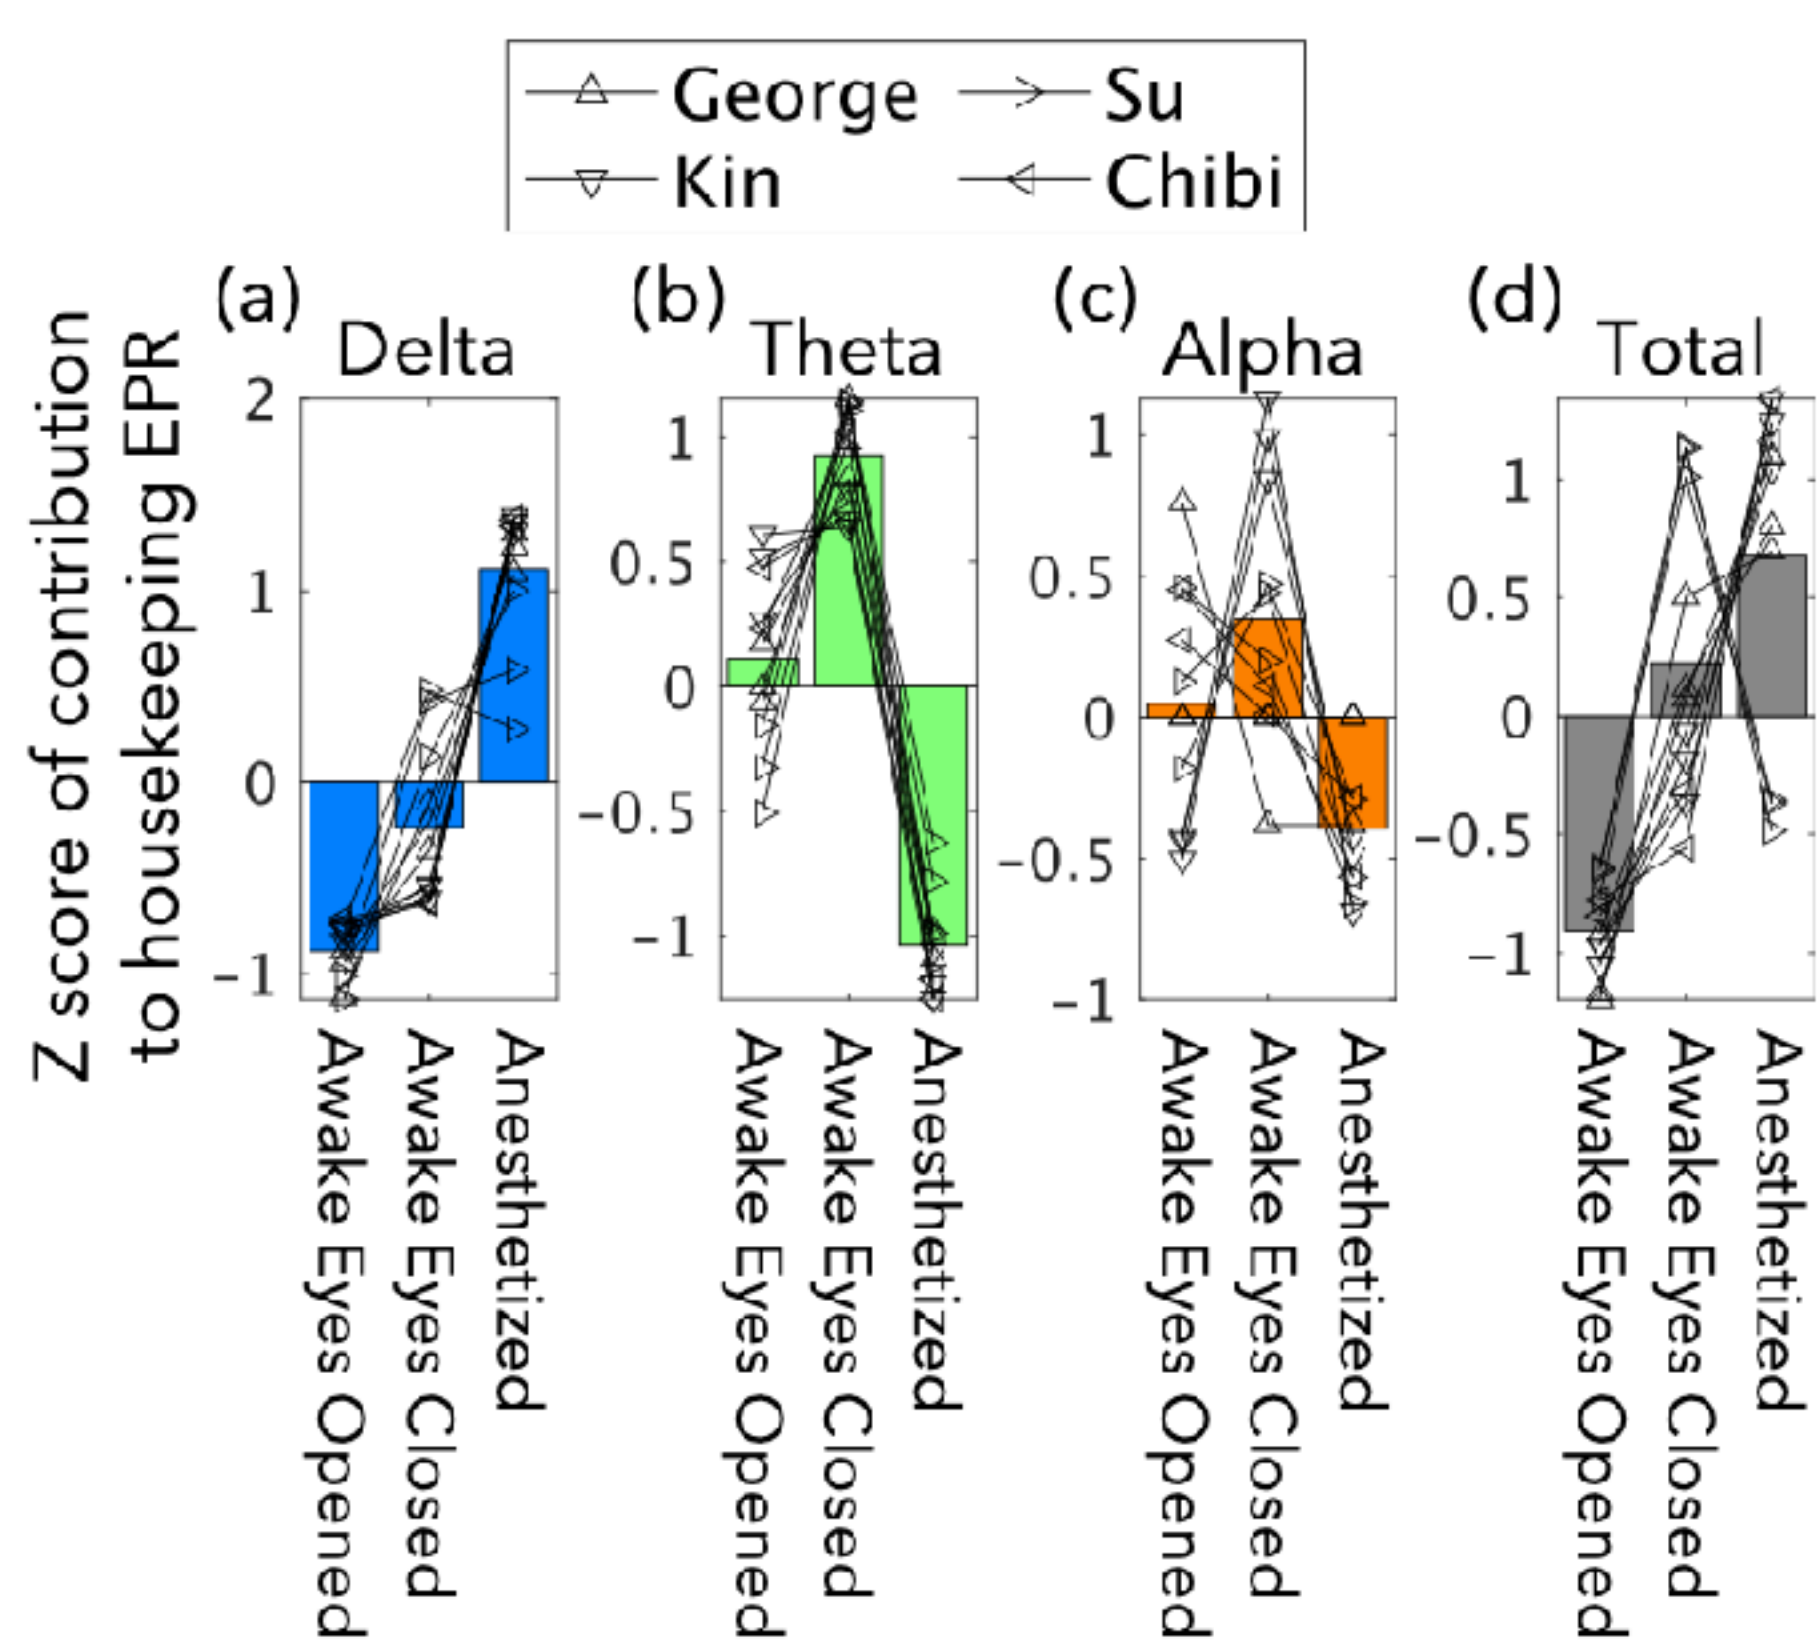 George Su
Kin Chibi
Z score of contribution
to housekeeping EPR
(a) Delta
2
1
0
-1
Awake Eyes Opened
Awake Eyes Closed
Anesthetized
(b) Theta
1
0.5
0
-0.5
-1
Awake Eyes Opened
Awake Eyes Closed
Anesthetized
(c) Alpha
1
0.5
0
-0.5
-1
Awake Eyes Opened
Awake Eyes Closed
Anesthetized
(d) Total
1
0.5
0
-0.5
-1
Awake Eyes Opened
Awake Eyes Closed
Anesthetized